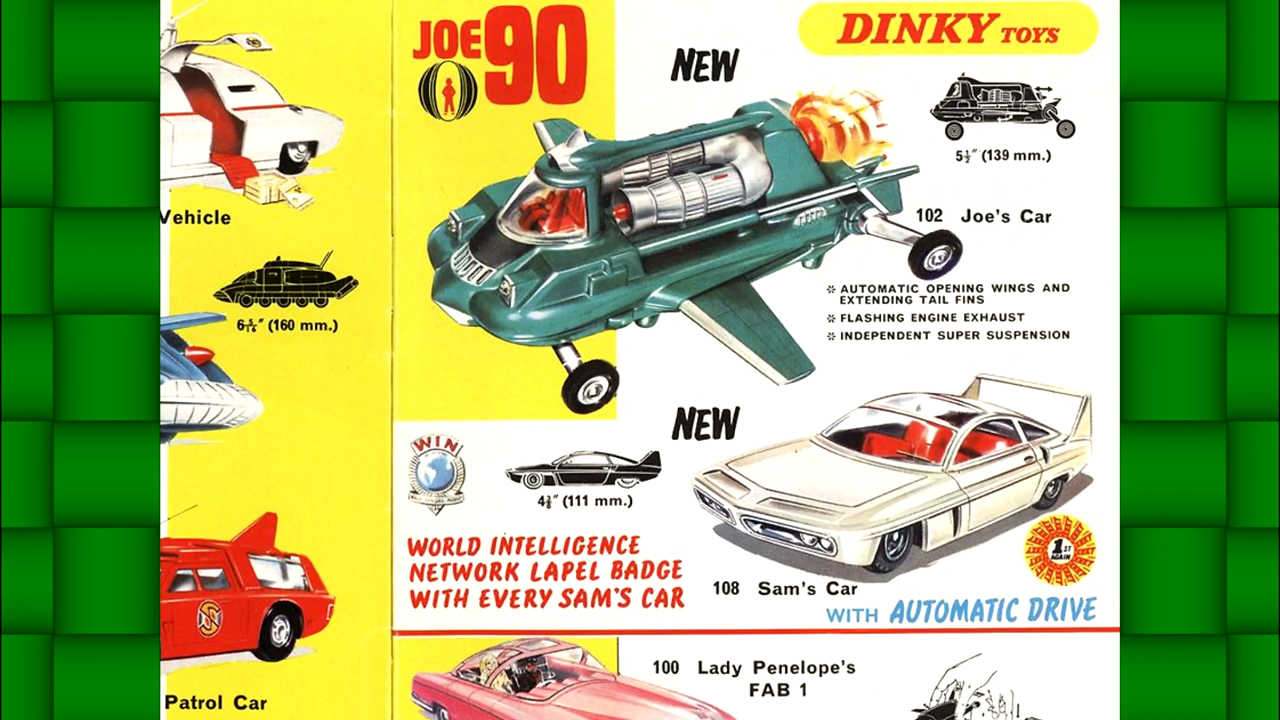 JOE 90
DINKY TOYS
NEW
5½" (139 mm.)
Vehicle
102 Joe's Car
6 5/16" (160 mm.)
※ AUTOMATIC OPENING WINGS AND
EXTENDING TAIL FINS
※ FLASHING ENGINE EXHAUST
※ INDEPENDENT SUPER SUSPENSION
NEW
WIN
4⅜" (111 mm.)
WORLD INTELLIGENCE
NETWORK LAPEL BADGE
WITH EVERY SAM'S CAR
1ST
108 Sam's Car
WITH AUTOMATIC DRIVE
100 Lady Penelope's
FAB 1
Patrol Car